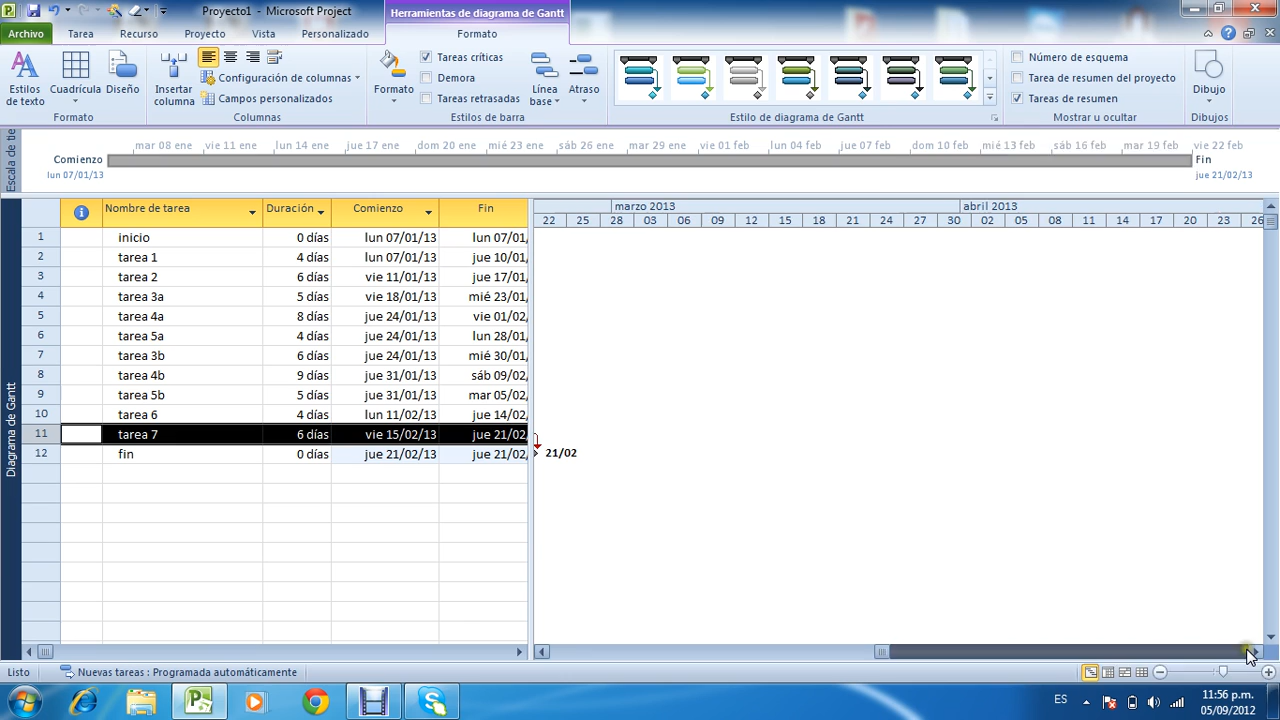 Proyecto1 - Microsoft Project
Herramientas de diagrama de Gantt
Archivo Tarea Recurso Proyecto Vista Personalizado Formato
Estilos de texto
Cuadrícula
Diseño
Formato
Insertar columna
Configuración de columnas
Campos personalizados
Columnas
Formato
Tareas críticas
Demora
Tareas retrasadas
Línea base
Atraso
Estilos de barra
Estilo de diagrama de Gantt
Número de esquema
Tarea de resumen del proyecto
Tareas de resumen
Mostrar u ocultar
Dibujo
Dibujos
Escala de tie
mar 08 ene vie 11 ene lun 14 ene jue 17 ene dom 20 ene mié 23 ene sáb 26 ene mar 29 ene vie 01 feb lun 04 feb jue 07 feb dom 10 feb mié 13 feb sáb 16 feb mar 19 feb vie 22 feb
Comienzo Fin
lun 07/01/13 jue 21/02/13
Nombre de tarea Duración Comienzo Fin
marzo 2013 abril 2013
22 25 28 03 06 09 12 15 18 21 24 27 30 02 05 08 11 14 17 20 23 26
1 inicio 0 días lun 07/01/13 lun 07/01/
2 tarea 1 4 días lun 07/01/13 jue 10/01/
3 tarea 2 6 días vie 11/01/13 jue 17/01/
4 tarea 3a 5 días vie 18/01/13 mié 23/01/
5 tarea 4a 8 días jue 24/01/13 vie 01/02/
6 tarea 5a 4 días jue 24/01/13 lun 28/01/
7 tarea 3b 6 días jue 24/01/13 mié 30/01/
8 tarea 4b 9 días jue 31/01/13 sáb 09/02/
9 tarea 5b 5 días jue 31/01/13 mar 05/02/
10 tarea 6 4 días lun 11/02/13 jue 14/02/
11 tarea 7 6 días vie 15/02/13 jue 21/02/
12 fin 0 días jue 21/02/13 jue 21/02/ 21/02
Diagrama de Gantt
Listo Nuevas tareas : Programada automáticamente
ES 11:56 p.m.
05/09/2012